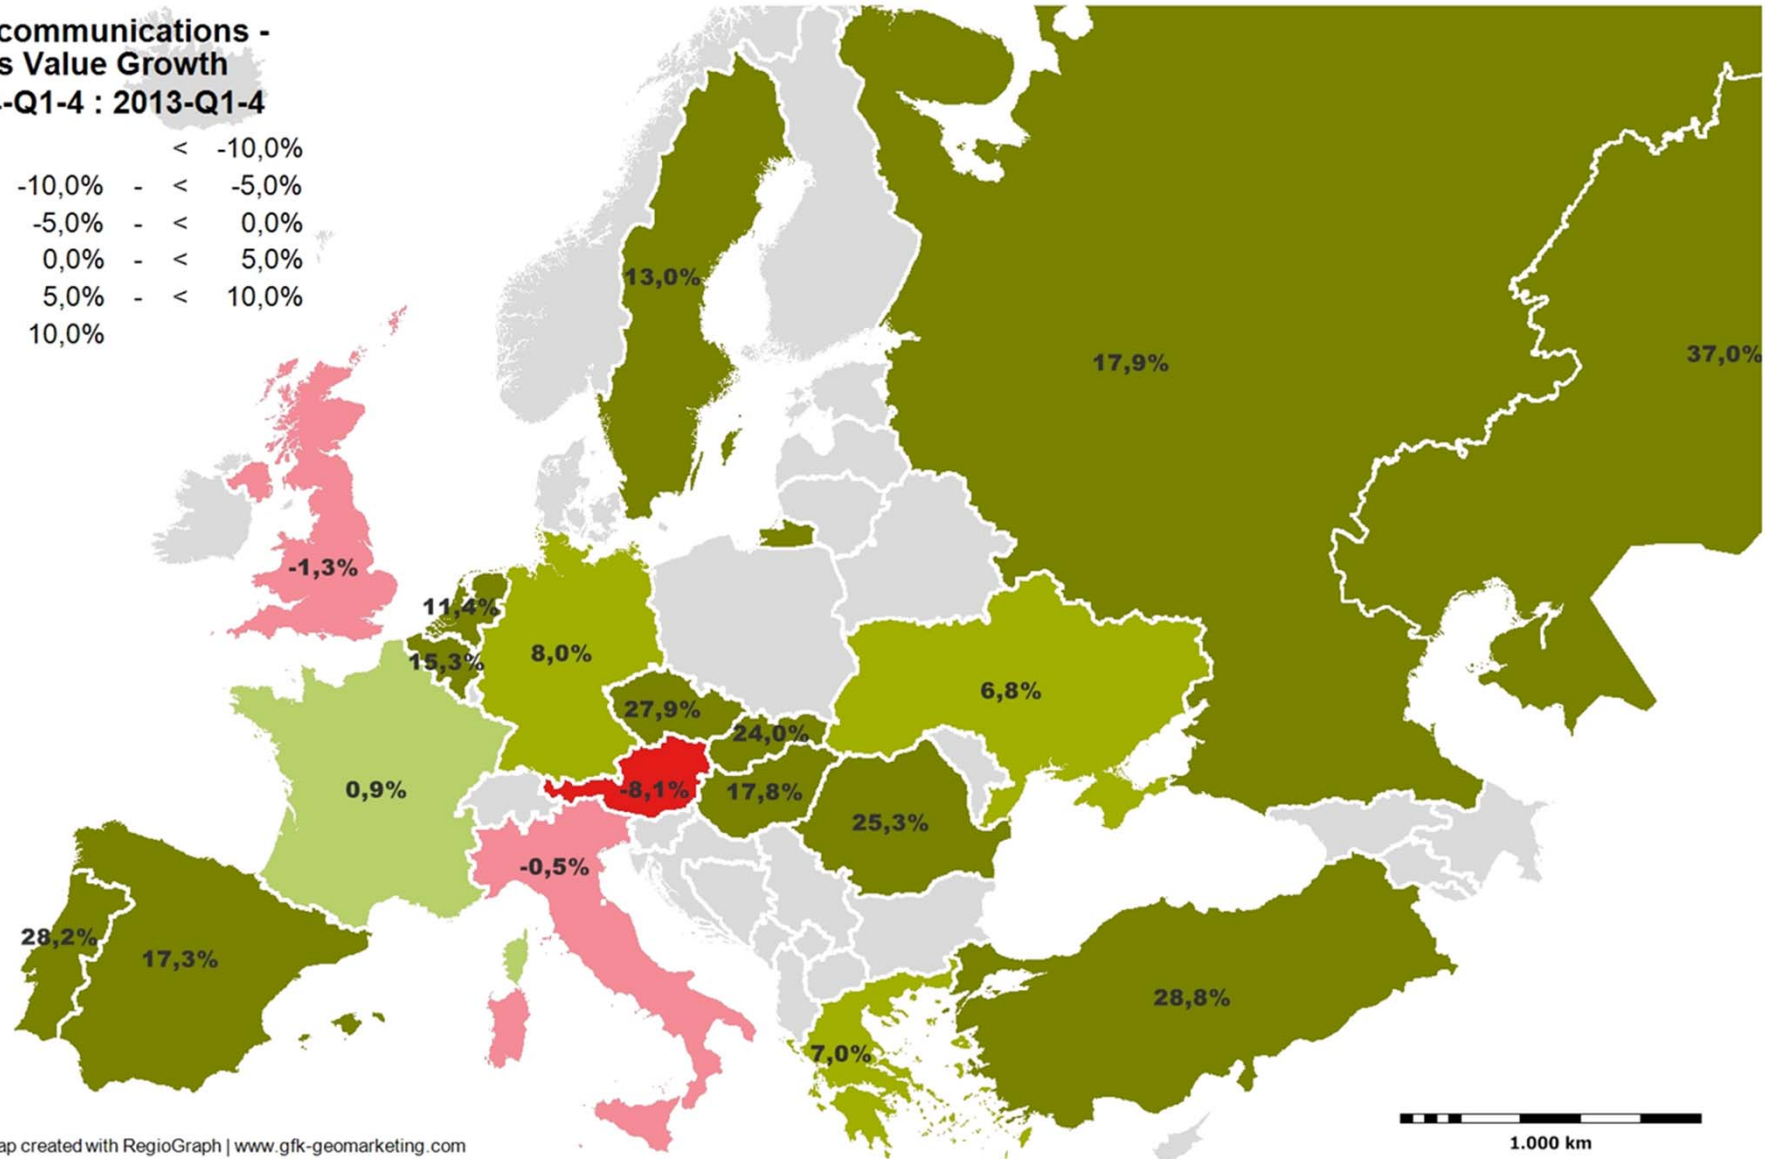 communications -
s Value Growth
-Q1-4 : 2013-Q1-4
< -10,0%
-10,0% - < -5,0%
-5,0% - < 0,0%
0,0% - < 5,0%
5,0% - < 10,0%
10,0%
13,0%
17,9%
37,0%
-1,3%
11,4%
15,3%
8,0%
6,8%
27,9%
24,0%
0,9%
-8,1%
17,8%
25,3%
-0,5%
28,2%
17,3%
28,8%
7,0%
ap created with RegioGraph | www.gfk-geomarketing.com
1.000 km